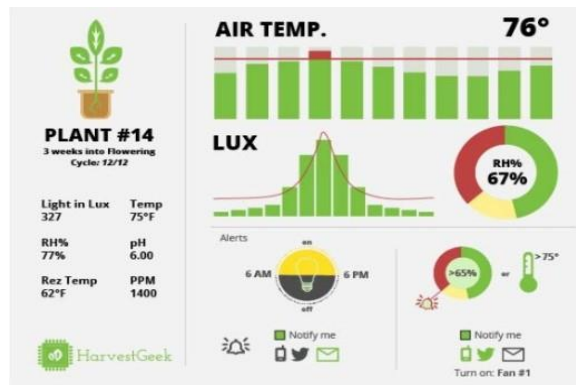 PLANT #14
3 weeks into Flowering
Cycle: 12/12
Light in Lux Temp
327 75°F
RH% pH
77% 6.00
Rez Temp PPM
62°F 1400
HarvestGeek
AIR TEMP. 76°
LUX
RH%
67%
Alerts
on
6 AM 6 PM
off
Notify me
>65% or >75°
Notify me
Turn on: Fan #1